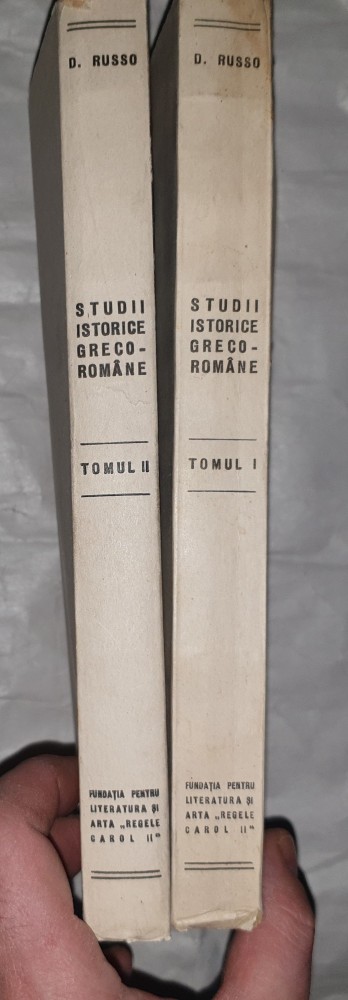 D. RUSSO
STUDII
ISTORICE
GRECO-
ROMÂNE
TOMUL II
FUNDAȚIA PENTRU
LITERATURA ȘI
ARTA „REGELE
CAROL II"
D. RUSSO
STUDII
ISTORICE
GRECO-
ROMÂNE
TOMUL I
FUNDAȚIA PENTRU
LITERATURA ȘI
ARTA „REGELE
CAROL II"